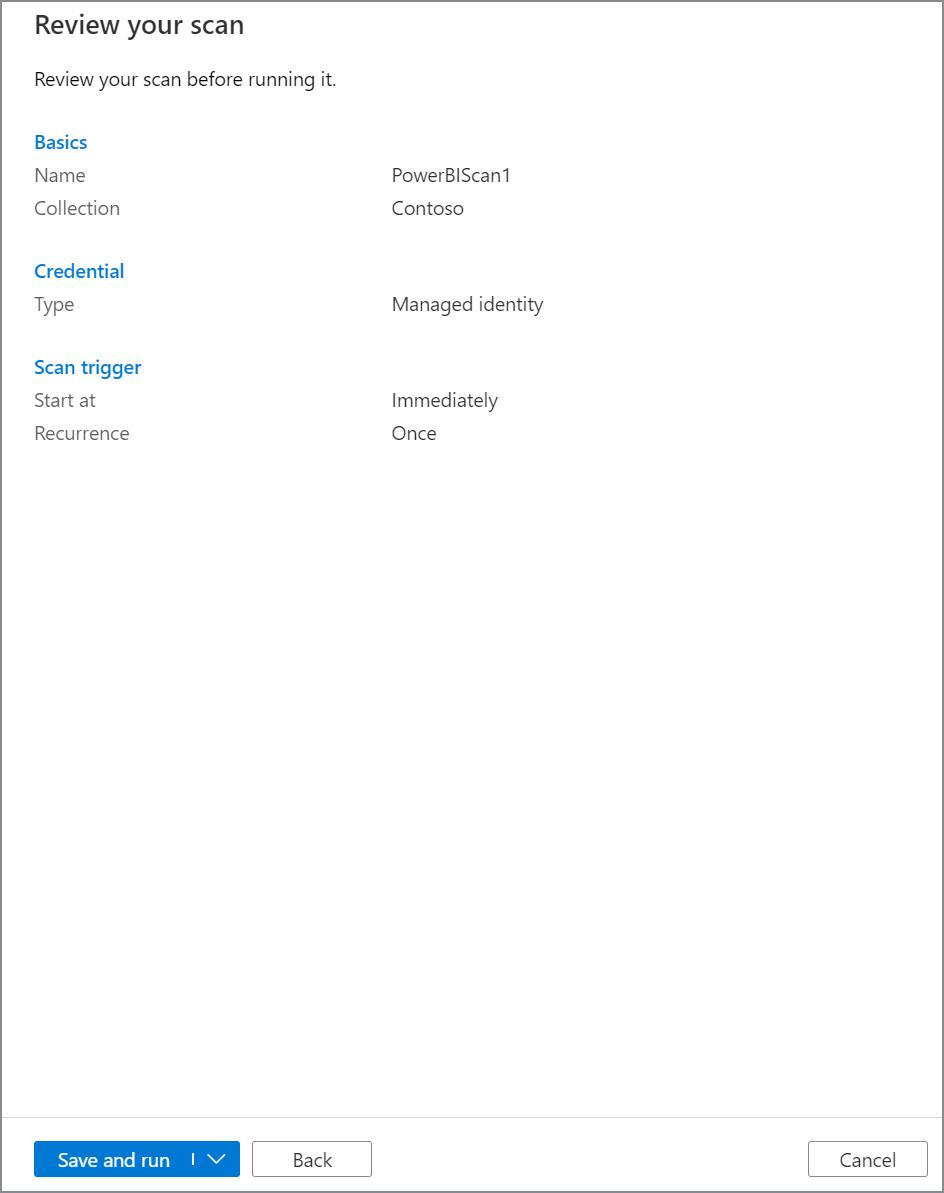 Review your scan
Review your scan before running it.
Basics
Name PowerBIScan1
Collection Contoso
Credential
Type Managed identity
Scan trigger
Start at Immediately
Recurrence Once
Save and run Back Cancel